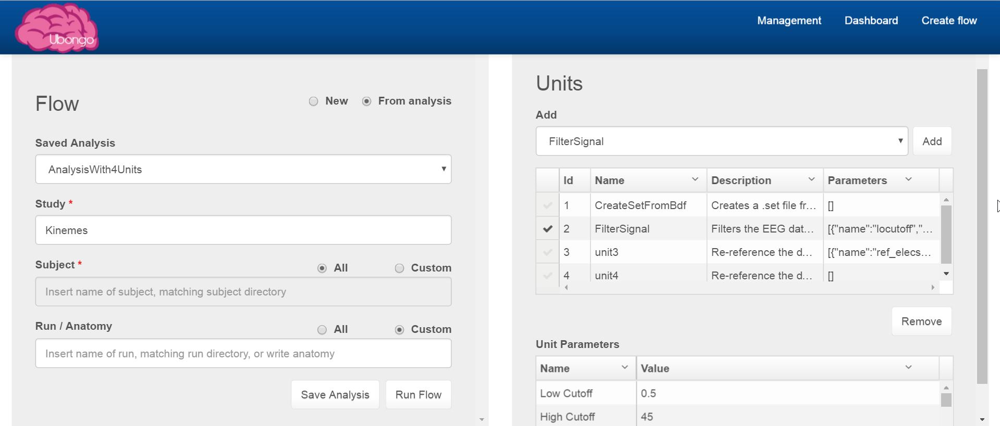 Ubongo
Management Dashboard Create flow
Flow
New From analysis
Saved Analysis
AnalysisWith4Units
Study *
Kinemes
Subject *
All Custom
Insert name of subject, matching subject directory
Run / Anatomy
All Custom
Insert name of run, matching run directory, or write anatomy
Save Analysis Run Flow
Units
Add
FilterSignal Add
Id Name Description Parameters
1 CreateSetFromBdf Creates a .set file fr... []
2 FilterSignal Filters the EEG dat... [{"name":"locutoff","...
3 unit3 Re-reference the d... [{"name":"ref_elecs...
4 unit4 Re-reference the d... []
Remove
Unit Parameters
Name Value
Low Cutoff 0.5
High Cutoff 45